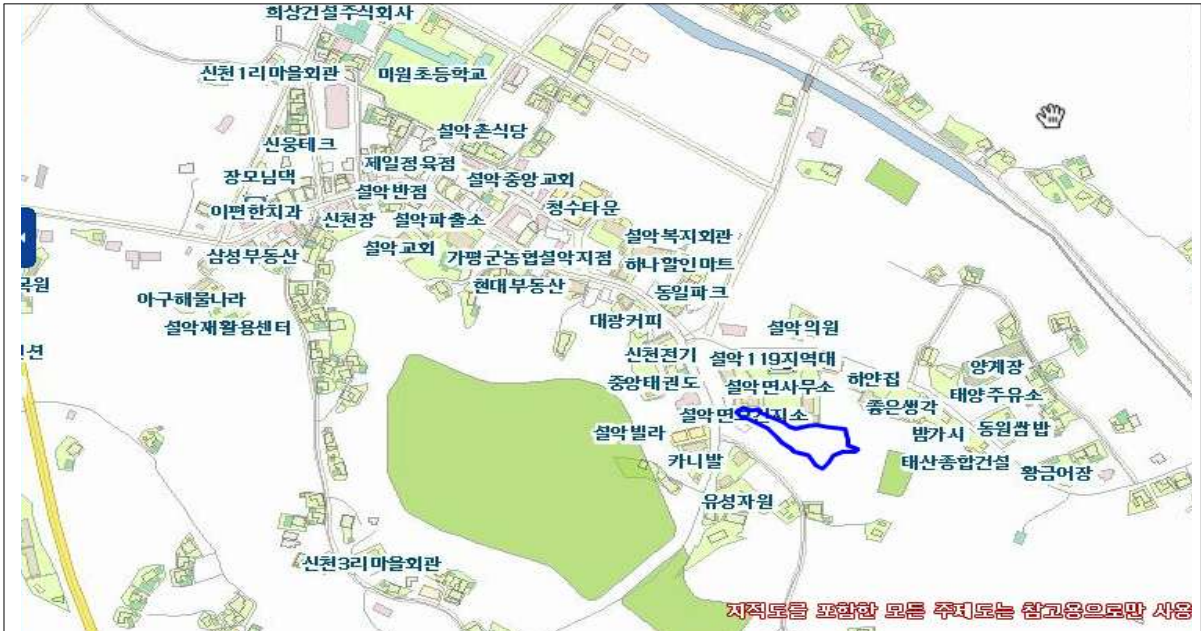 희상건설주식회사
신천1리마을회관
미원초등학교
설악촌식당
신웅테크
제일정육점
장모님댁
설악반점
설악중앙교회
이편한치과
신천장
설악파출소
청수타운
설악교회
가평군농협설악지점
설악복지회관
삼성부동산
하나할인마트
목원
현대부동산
동일파크
아구해물나라
설악재활용센터
대광커피
설악의원
신천전기
설악119지역대
양계장
중앙태권도
설악면사무소
하얀집
태양주유소
좋은생각
설악면보건지소
설악빌라
밤가시
동원쌈밥
카니발
태산종합건설
황금어장
유성자원
신천3리마을회관
지적도를 포함한 모든 주제도는 참고용으로만 사용